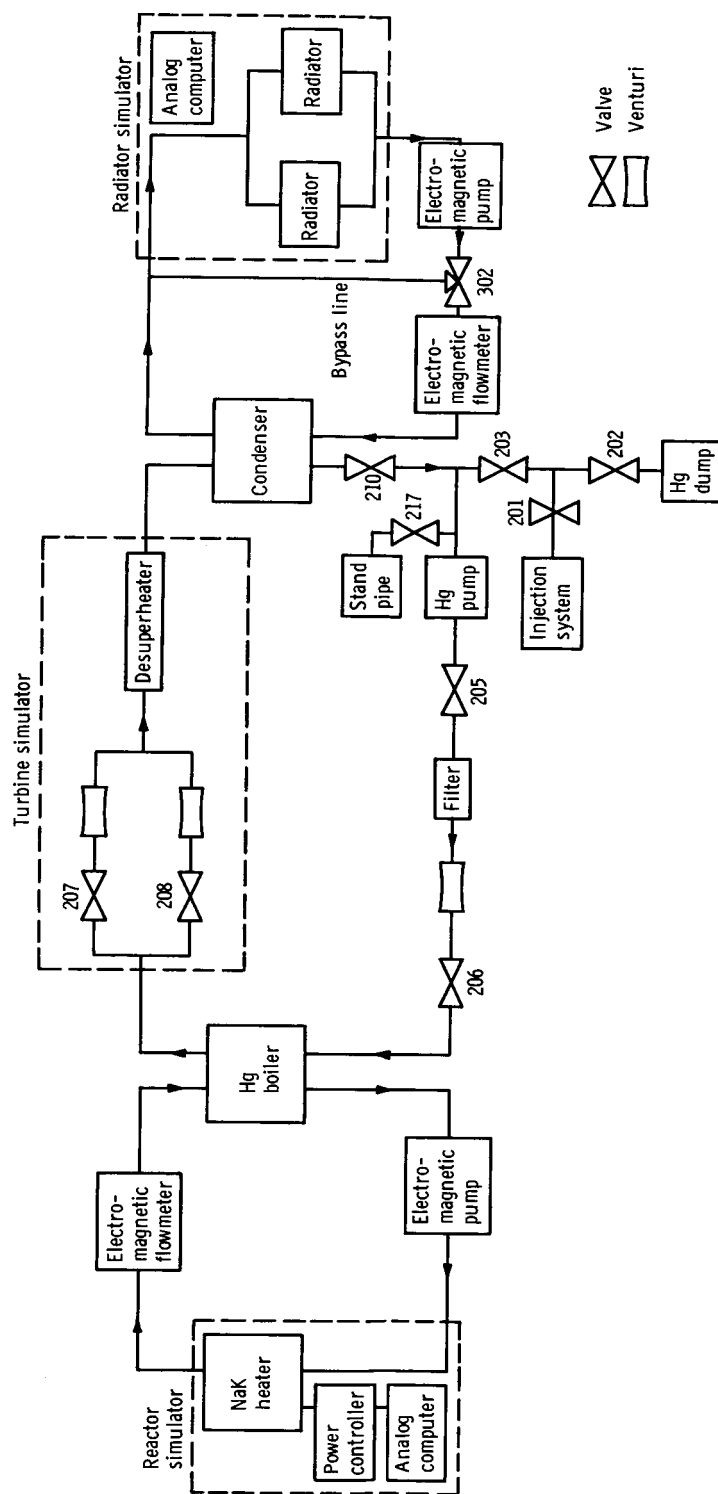 Reactor
simulator
NaK
heater
Power
controller
Analog
computer
Electro-
magnetic
flowmeter
Electro-
magnetic
pump
Hg
boiler
Turbine simulator
207
208
Desuperheater
206
Filter
205
Hg
pump
Stand
pipe
217
210
Condenser
203
201
202
Injection
system
Hg
dump
Radiator simulator
Analog
computer
Radiator
Radiator
Bypass line
Electro-
magnetic
pump
302
Electro-
magnetic
flowmeter
Valve
Venturi